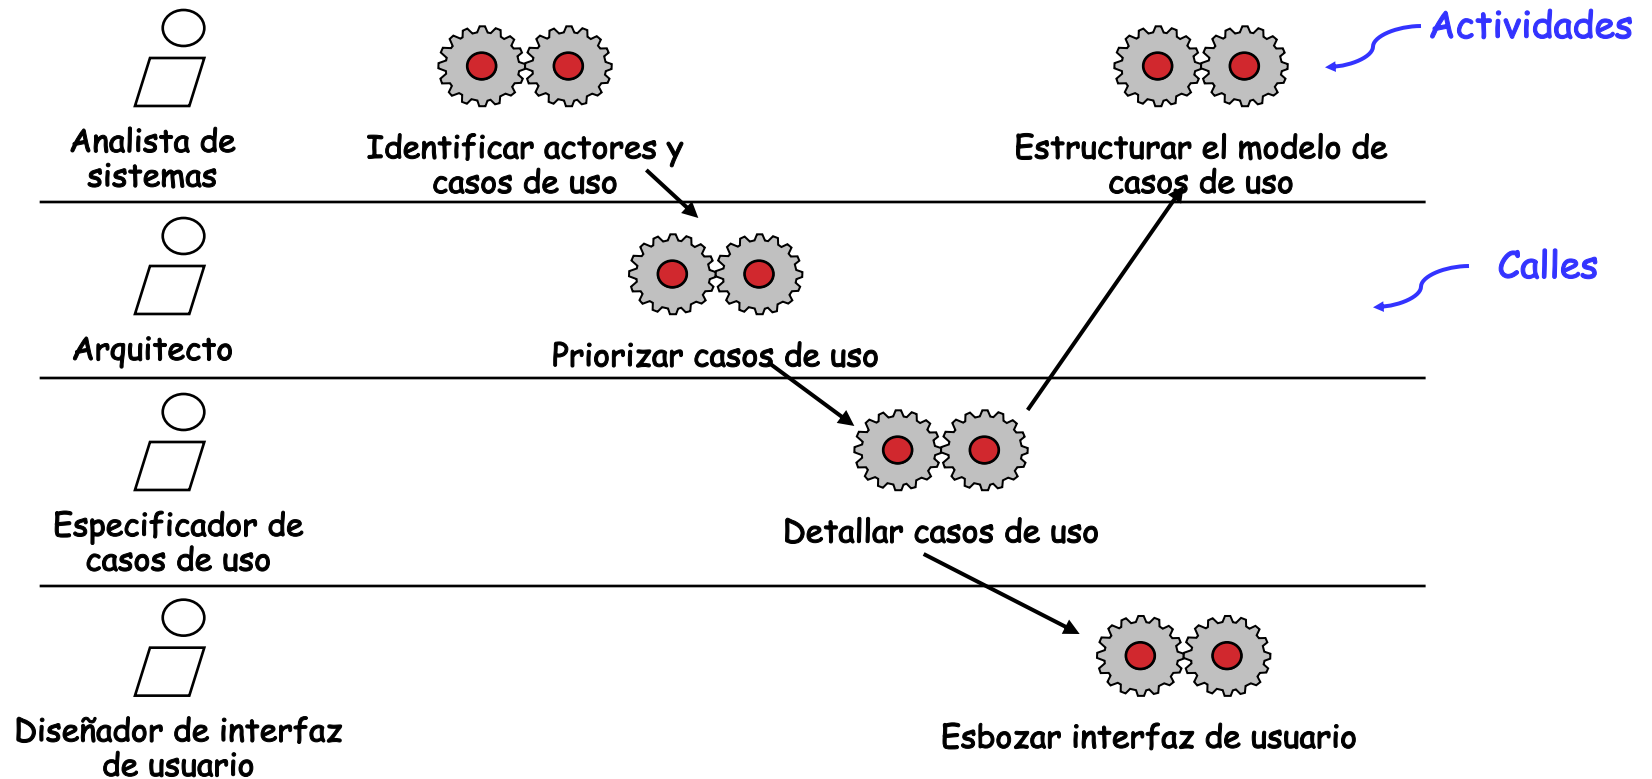 Actividades
Analista de
sistemas
Identificar actores y
casos de uso
Estructurar el modelo de
casos de uso
Calles
Arquitecto
Priorizar casos de uso
Especificador de
casos de uso
Detallar casos de uso
Diseñador de interfaz
de usuario
Esbozar interfaz de usuario